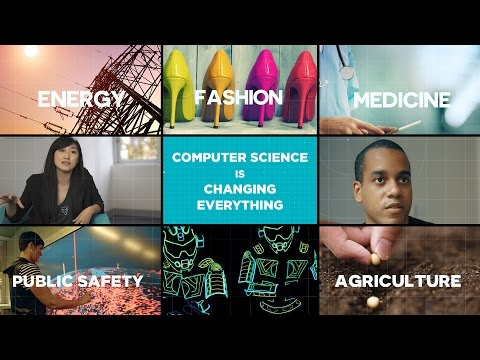 ENERGY
FASHION
MEDICINE
COMPUTER SCIENCE
IS
CHANGING
EVERYTHING
PUBLIC SAFETY
AGRICULTURE